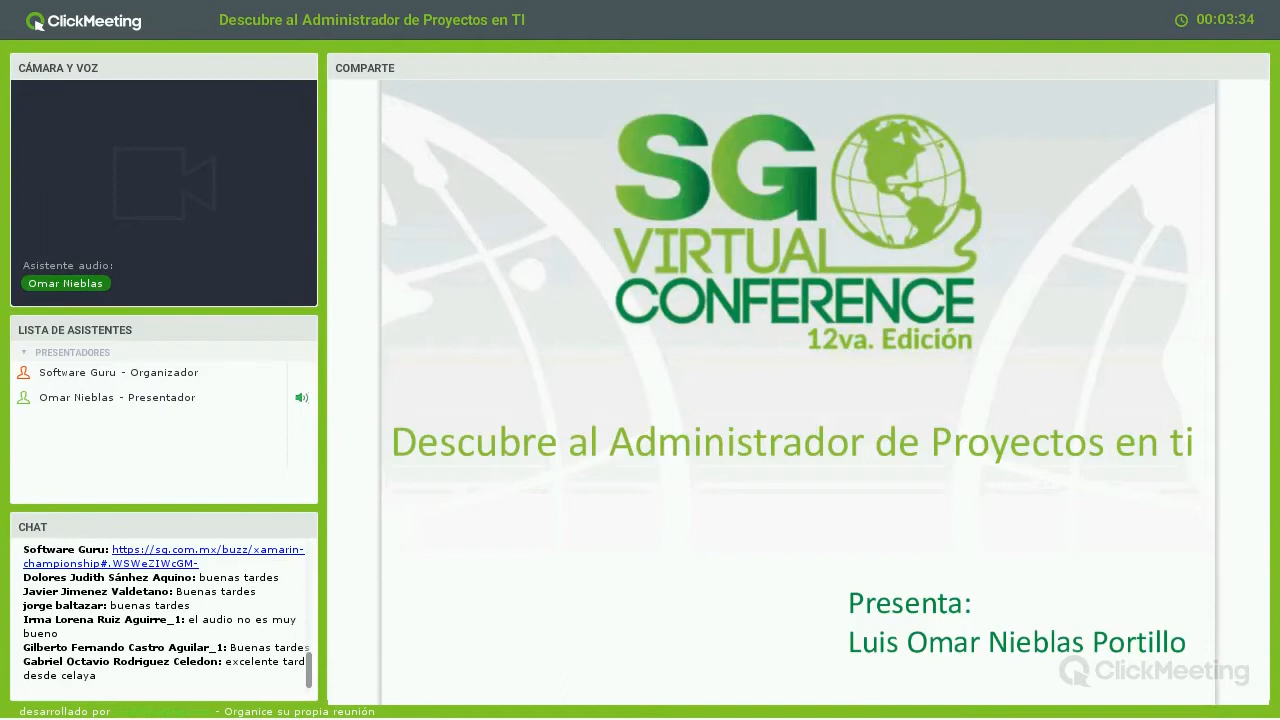 ClickMeeting
Descubre al Administrador de Proyectos en TI
00:03:34
CÁMARA Y VOZ
Asistente audio:
Omar Nieblas
LISTA DE ASISTENTES
PRESENTADORES
Software Guru - Organizador
Omar Nieblas - Presentador
CHAT
Software Guru: https://sg.com.mx/buzz/xamarin-
championship#.WSWeZIWcGM-
Dolores Judith Sánhez Aquino: buenas tardes
Javier Jimenez Valdetano: Buenas tardes
jorge baltazar: buenas tardes
Irma Lorena Ruiz Aguirre_1: el audio no es muy
bueno
Gilberto Fernando Castro Aguilar_1: Buenas tardes
Gabriel Octavio Rodriguez Celedon: excelente tard
desde celaya
desarrollado por
- Organice su propia reunión
COMPARTE
SG
VIRTUAL
CONFERENCE
12va. Edición
Descubre al Administrador de Proyectos en ti
Presenta:
Luis Omar Nieblas Portillo
ClickMeeting